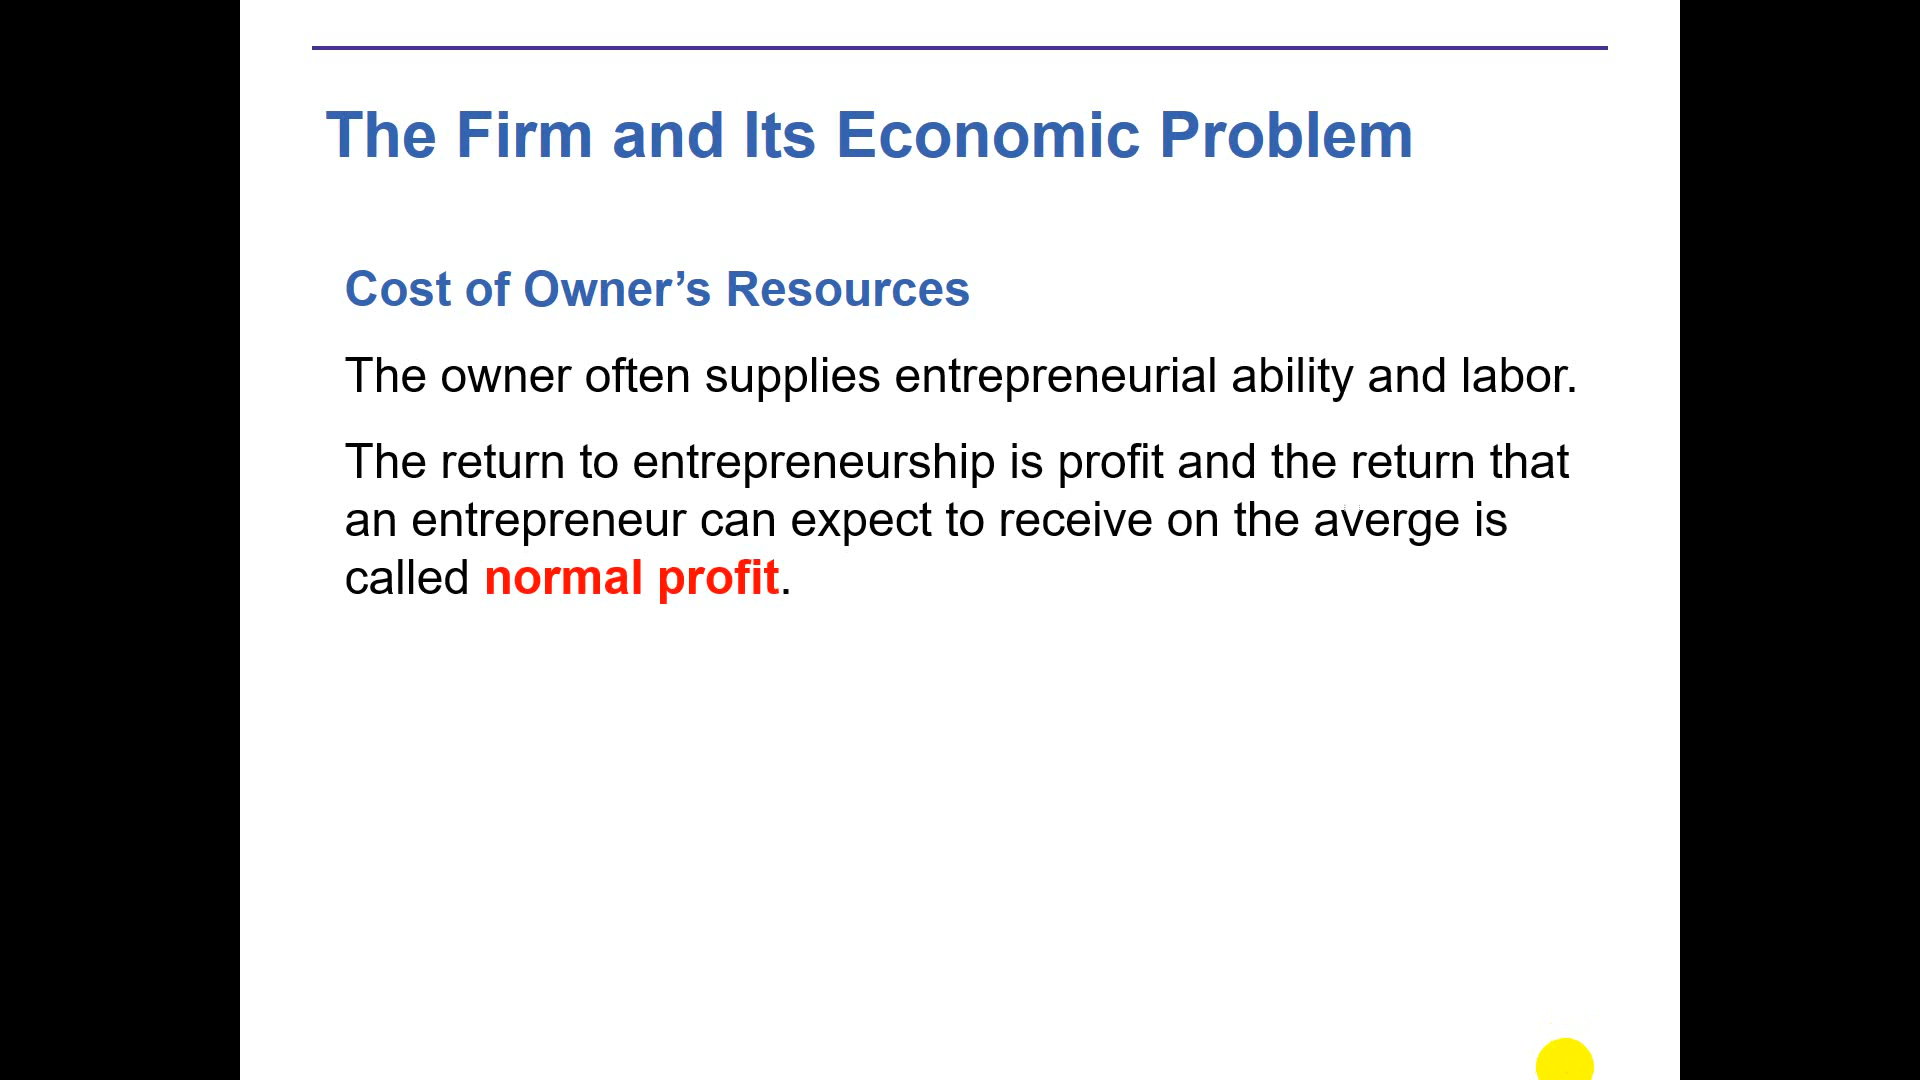 The Firm and Its Economic Problem
Cost of Owner’s Resources
The owner often supplies entrepreneurial ability and labor.
The return to entrepreneurship is profit and the return that
an entrepreneur can expect to receive on the averge is
called normal profit.